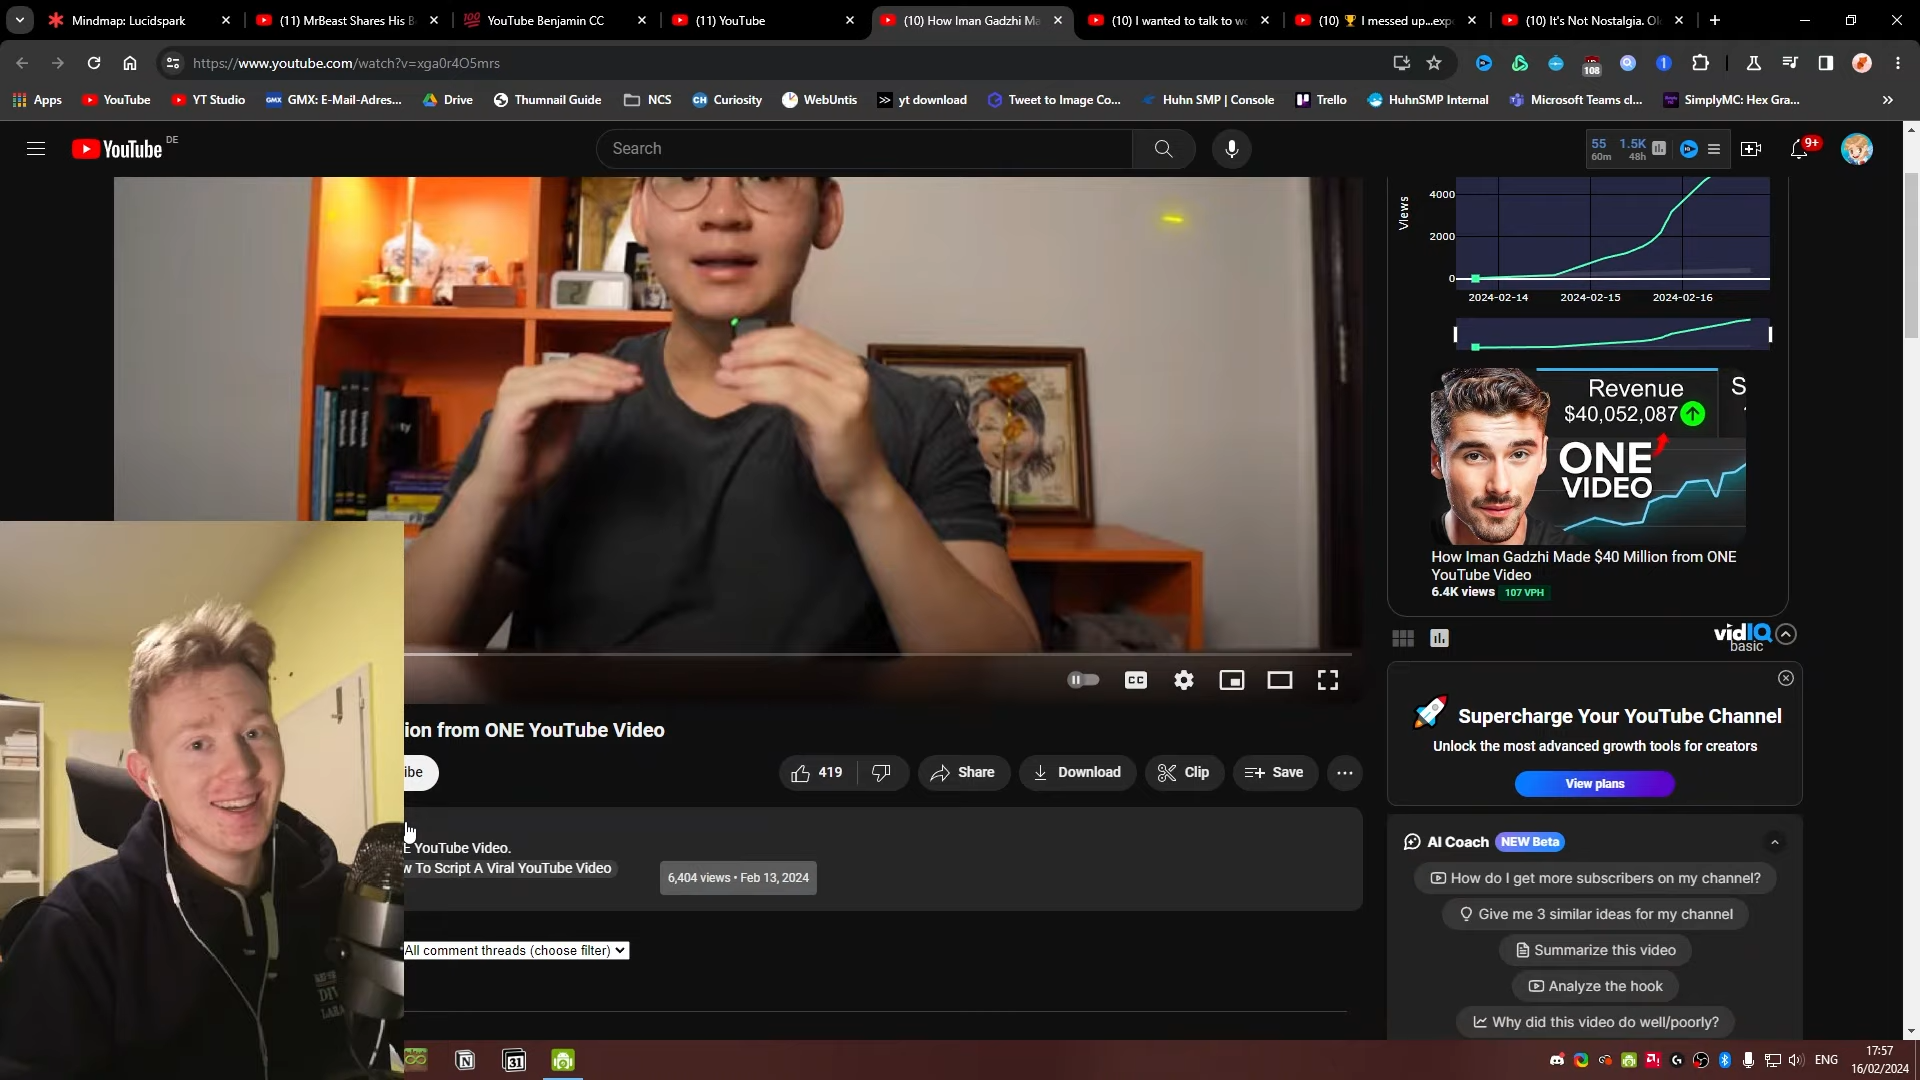 Mindmap: Lucidspark
(11) MrBeast Shares His B
YouTube Benjamin CC
(11) YouTube
(10) How Iman Gadzhi Ma
(10) I wanted to talk to w
(10) 🏆 I messed up...exp
(10) It's Not Nostalgia. Ol
https://www.youtube.com/watch?v=xga0r4O5mrs
108
1
Apps
YouTube
YT Studio
GMX: E-Mail-Adres...
Drive
Thumnail Guide
NCS
Curiosity
WebUntis
yt download
Tweet to Image Co...
Huhn SMP | Console
Trello
HuhnSMP Internal
Microsoft Teams cl...
SimplyMC: Hex Gra...
YouTube DE
Search
55 1.5K
60m 48h
9+
Views
4000
2000
0
2024-02-14 2024-02-15 2024-02-16
Revenue
$40,052,087
S
ONE
VIDEO
How Iman Gadzhi Made $40 Million from ONE
YouTube Video
6.4K views 107 VPH
vidIQ
basic
CC
ion from ONE YouTube Video
ibe
419
Share
Download
Clip
Save
E YouTube Video.
w To Script A Viral YouTube Video
6,404 views • Feb 13, 2024
All comment threads (choose filter)
Supercharge Your YouTube Channel
Unlock the most advanced growth tools for creators
View plans
AI Coach NEW Beta
How do I get more subscribers on my channel?
Give me 3 similar ideas for my channel
Summarize this video
Analyze the hook
Why did this video do well/poorly?
31
ENG
17:57
16/02/2024